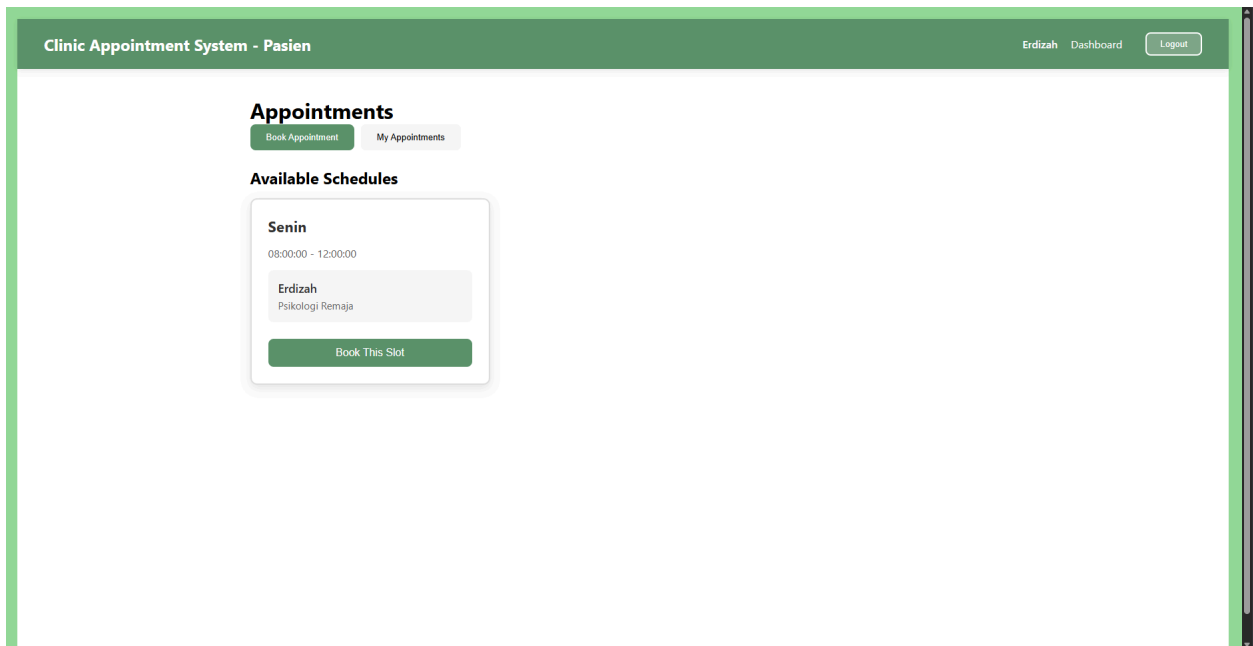 Clinic Appointment System - Pasien
Erdizah Dashboard Logout
Appointments
Book Appointment My Appointments
Available Schedules
Senin
08:00:00 - 12:00:00
Erdizah
Psikologi Remaja
Book This Slot